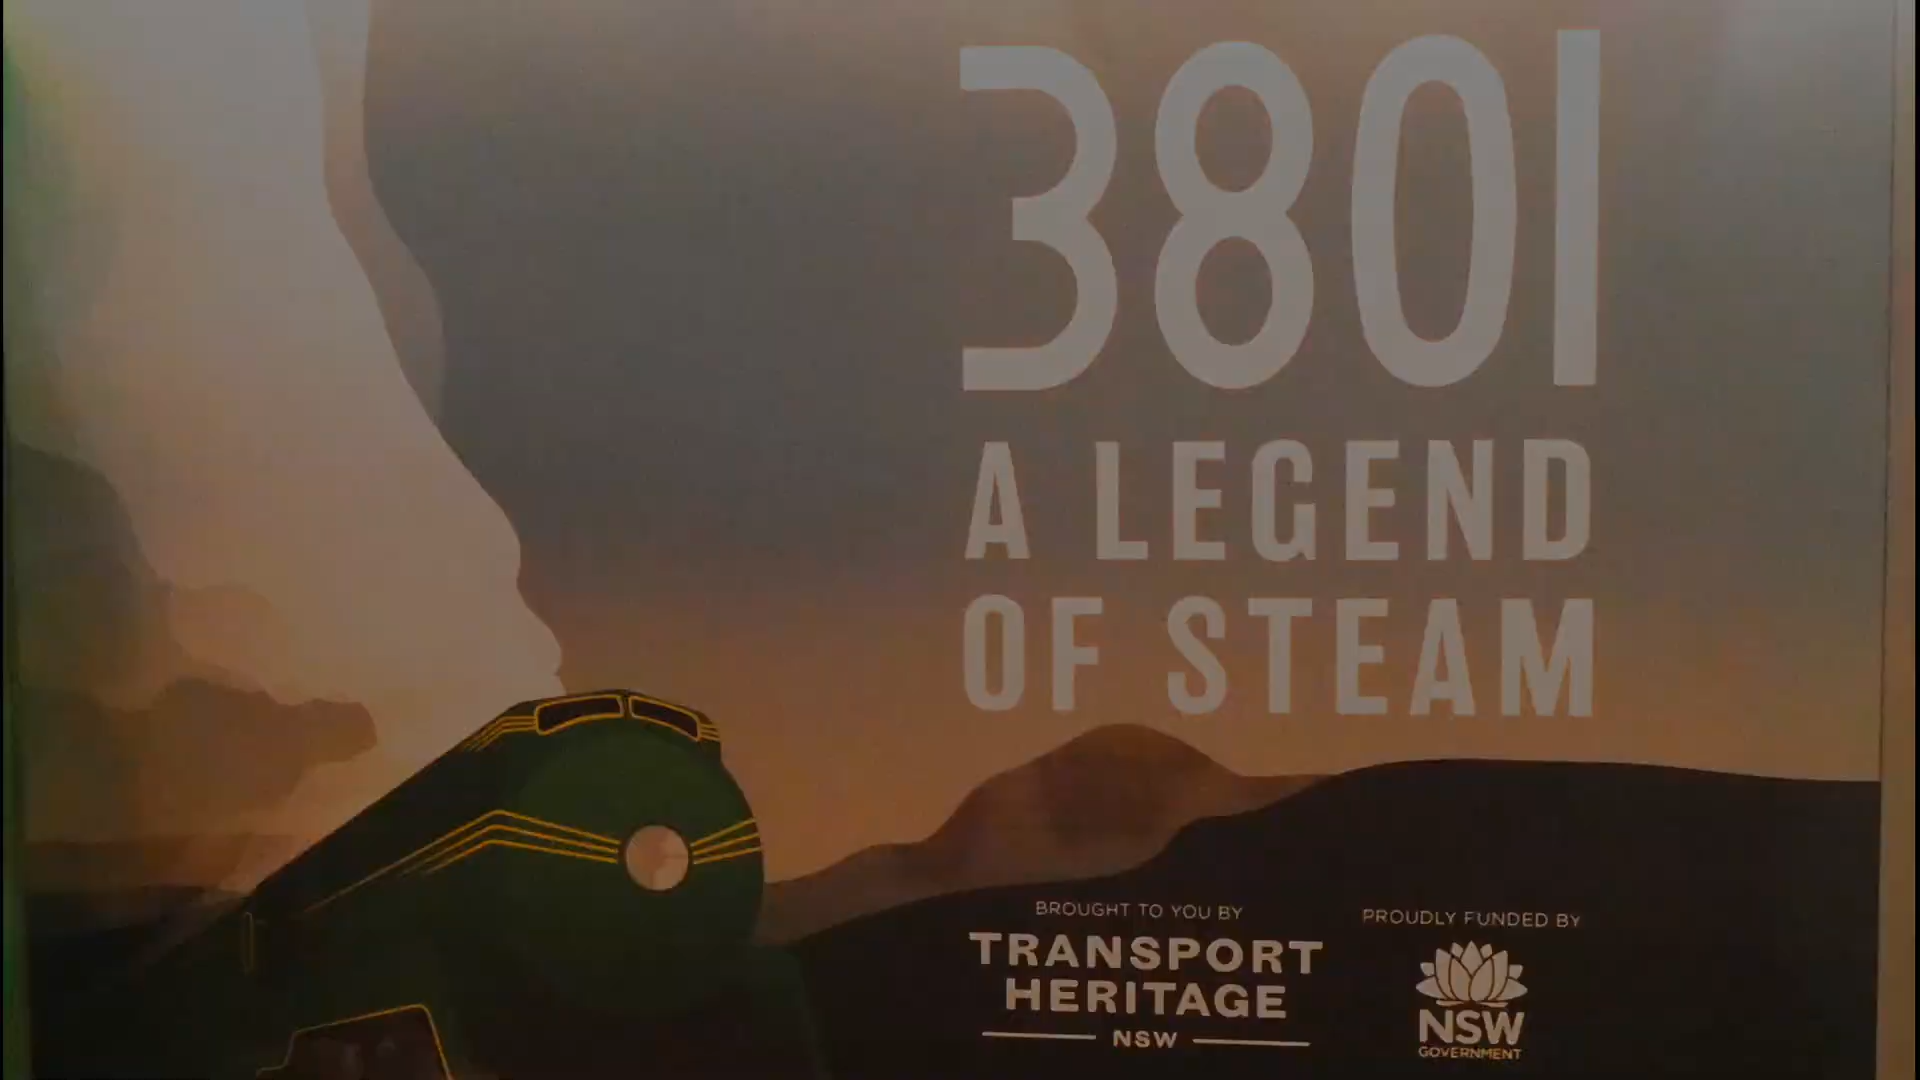 3801
A LEGEND
OF STEAM
BROUGHT TO YOU BY
TRANSPORT
HERITAGE
NSW
PROUDLY FUNDED BY
NSW
GOVERNMENT